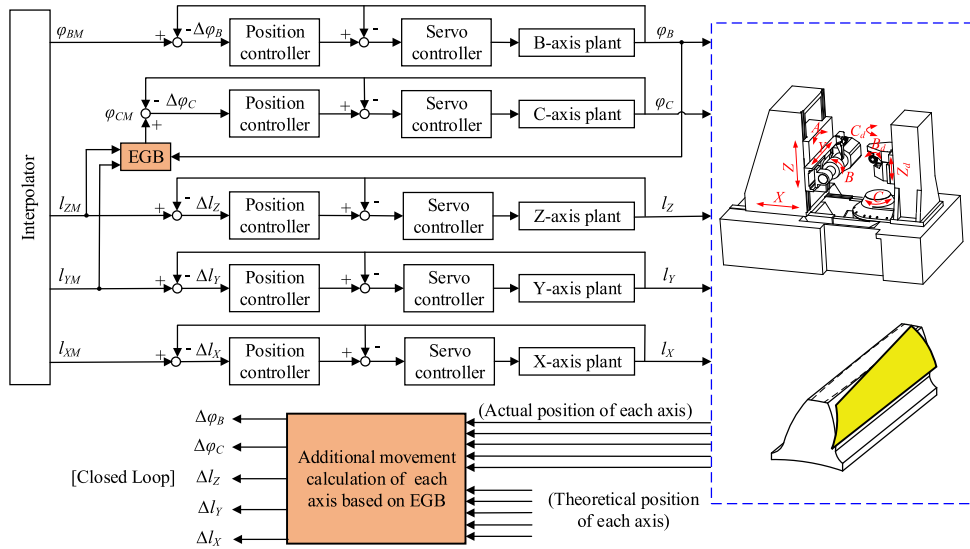 Interpolator
φBM
+
-
ΔφB
Position
controller
+
-
Servo
controller
B-axis plant
φB
φCM
-
+
ΔφC
Position
controller
+
-
Servo
controller
C-axis plant
φC
EGB
lZM
+
-
ΔlZ
Position
controller
+
-
Servo
controller
Z-axis plant
lZ
lYM
+
-
ΔlY
Position
controller
+
-
Servo
controller
Y-axis plant
lY
lXM
+
-
ΔlX
Position
controller
+
-
Servo
controller
X-axis plant
lX
A
Y
Z
B
X
C
Cd
Bd
Zd
ΔφB
ΔφC
[Closed Loop]
ΔlZ
ΔlY
ΔlX
Additional movement
calculation of each
axis based on EGB
(Actual position of each axis)
(Theoretical position
of each axis)